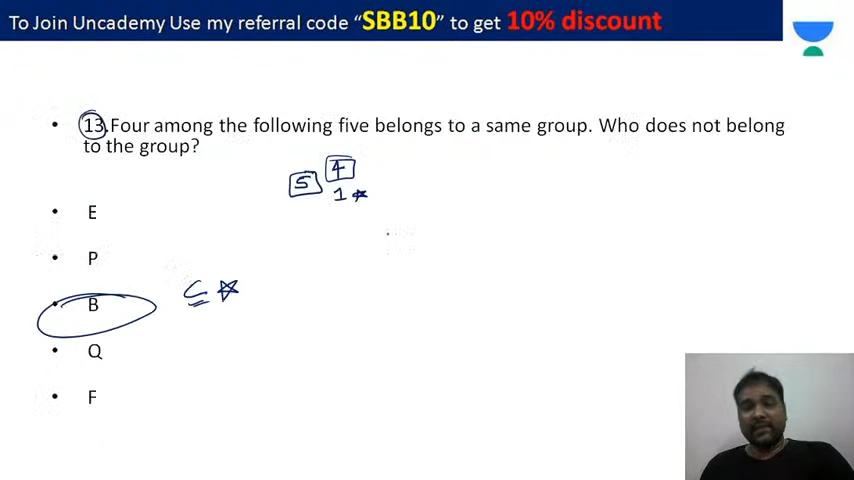 To Join Uncademy Use my referral code “SBB10” to get 10% discount
13.Four among the following five belongs to a same group. Who does not belong
to the group?
5 4
1
E
P
B
C
Q
F